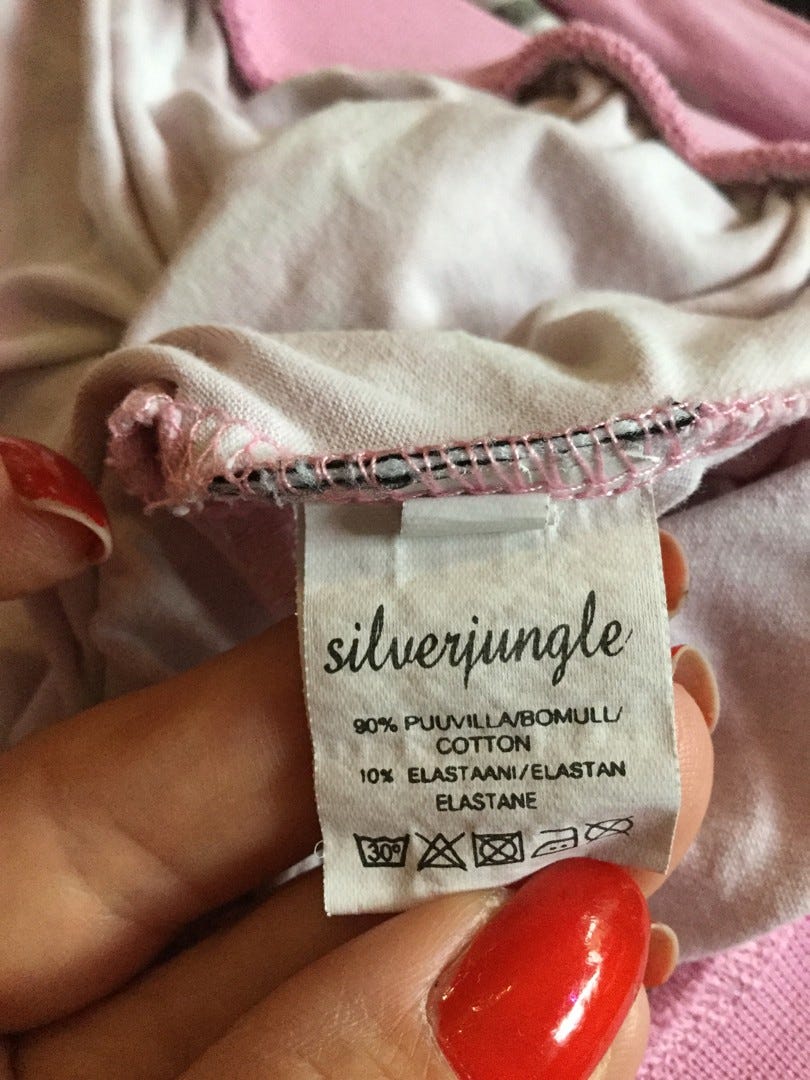 silverjungle
90% PUUVILLA/BOMULL/
COTTON
10% ELASTAANI/ELASTAN
ELASTANE
30°